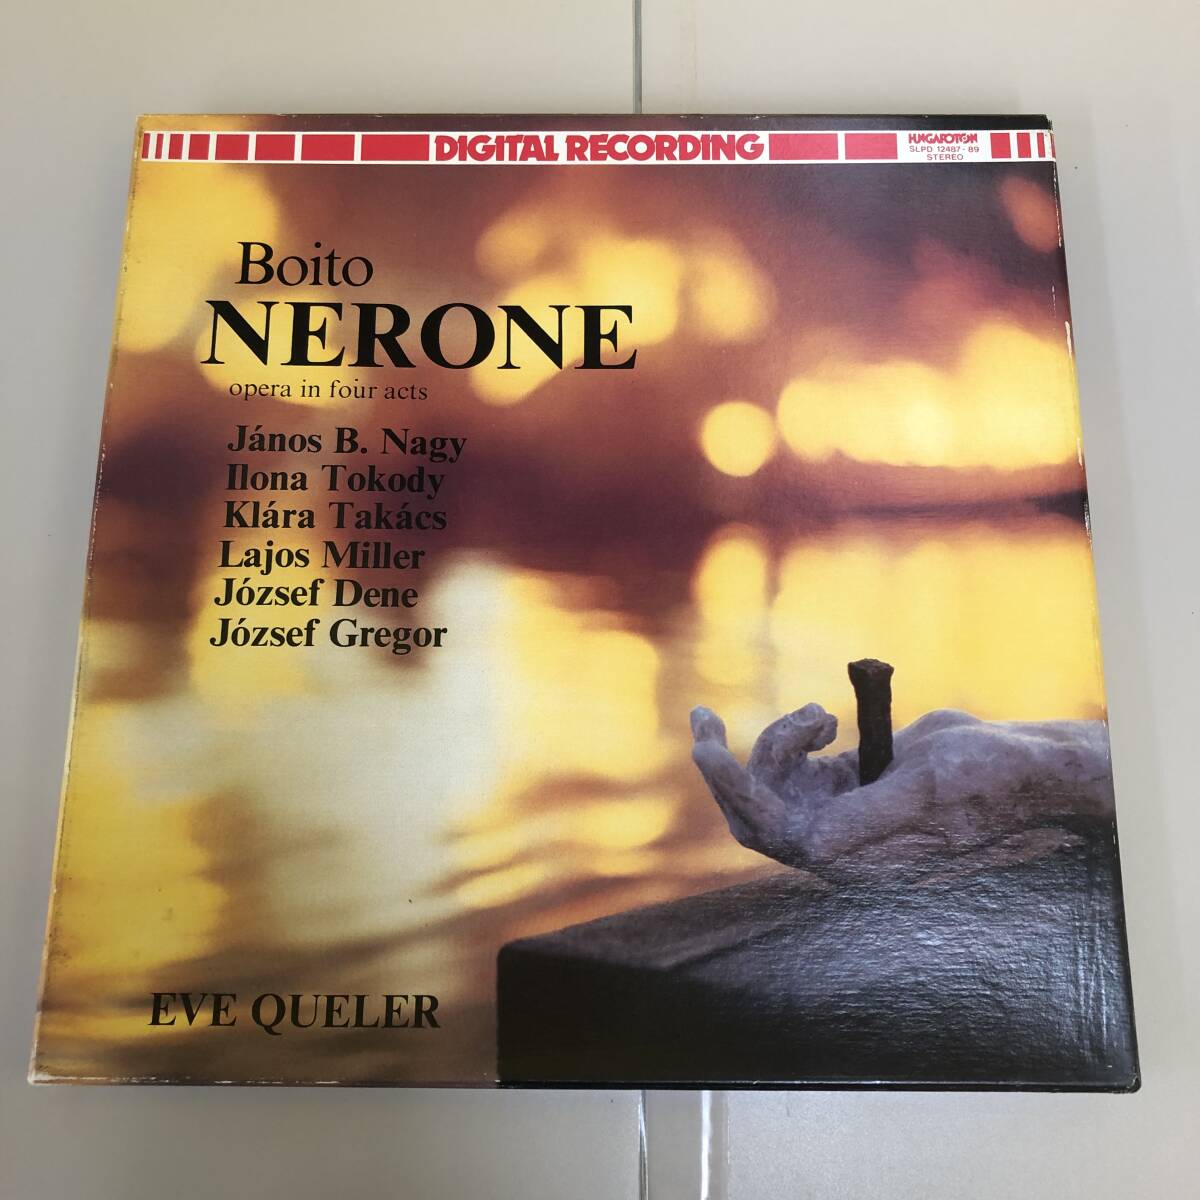 DIGITAL RECORDING
HUNGAROTON
SLPD 12487-89
STEREO
Boito
NERONE
opera in four acts
János B. Nagy
Ilona Tokody
Klára Takács
Lajos Miller
József Dene
József Gregor
EVE QUELER